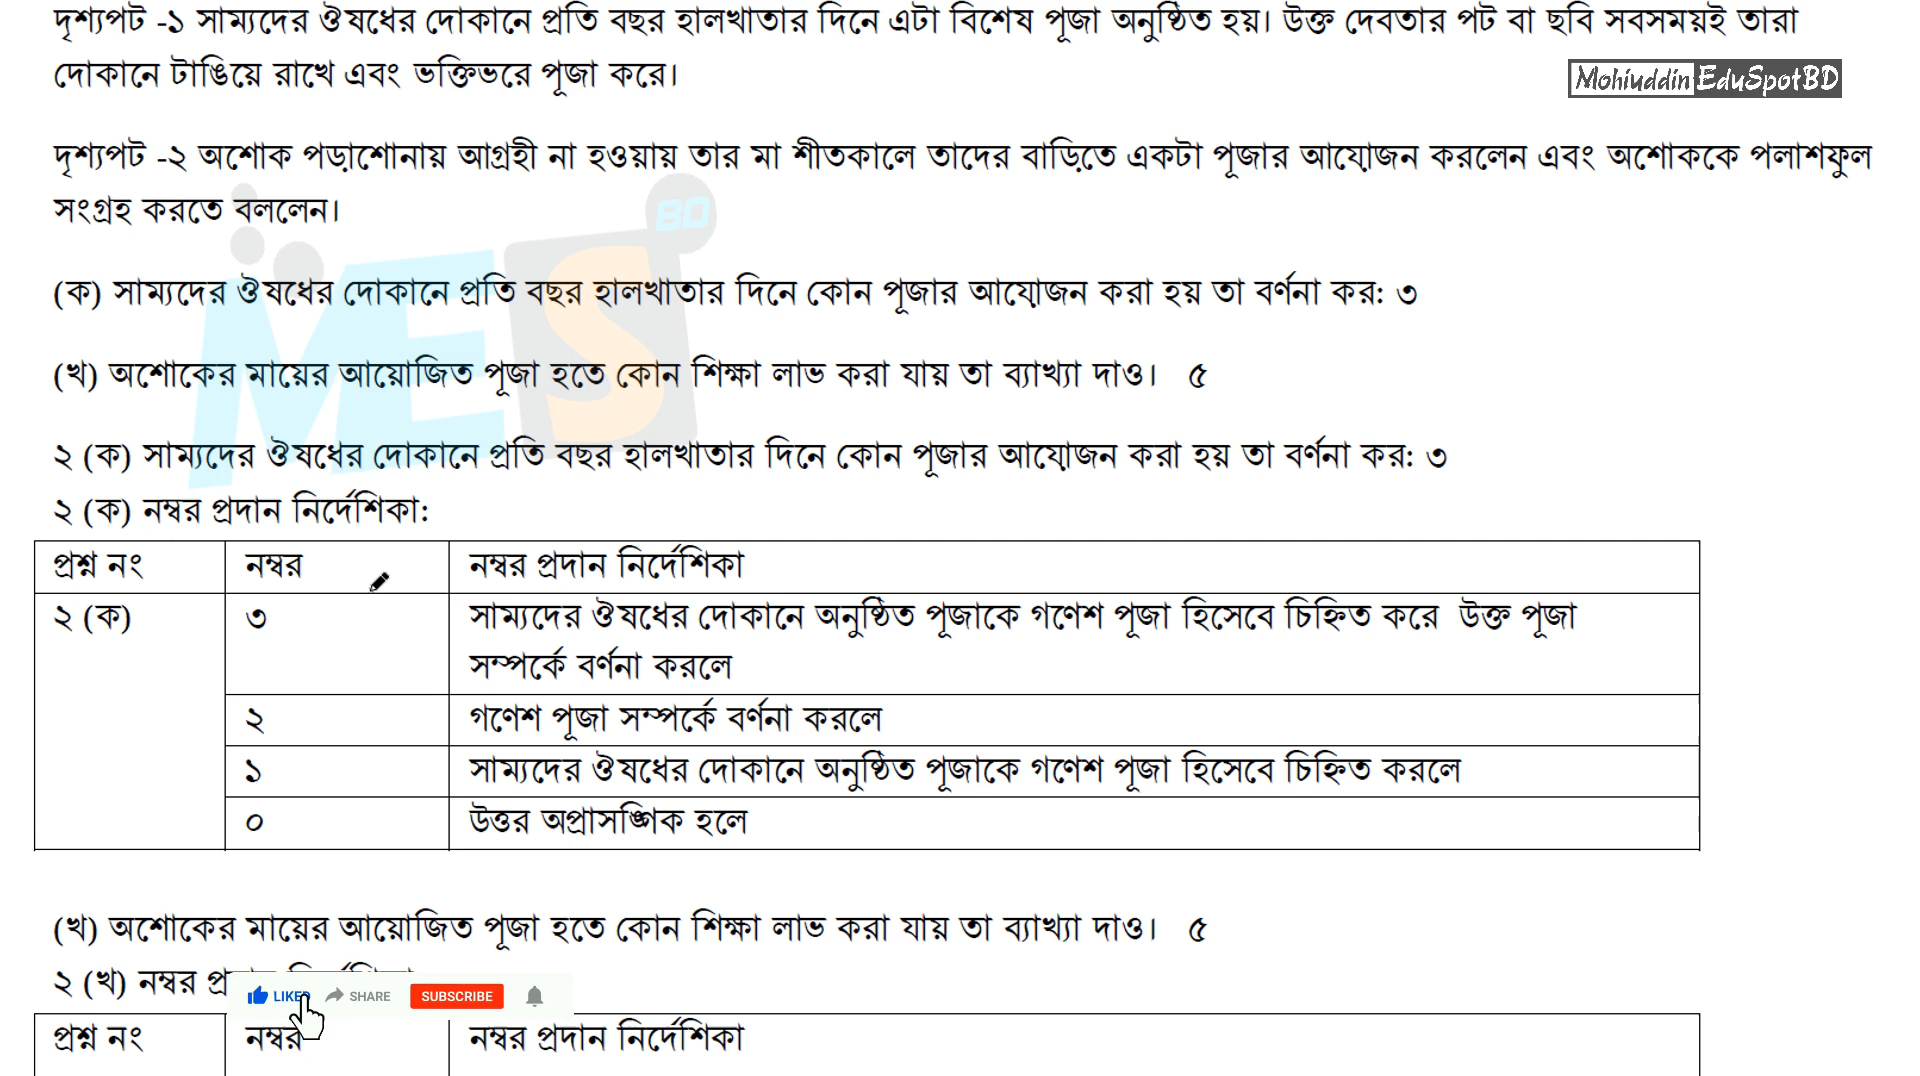 দৃশ্যপট -১ সাম্যদের ঔষধের দোকানে প্রতি বছর হালখাতার দিনে এটা বিশেষ পূজা অনুষ্ঠিত হয়। উক্ত দেবতার পট বা ছবি সবসময়ই তারা
দোকানে টাঙিয়ে রাখে এবং ভক্তিভরে পূজা করে।
Mohiuddin EduSpotBD
দৃশ্যপট -২ অশোক পড়াশোনায় আগ্রহী না হওয়ায় তার মা শীতকালে তাদের বাড়িতে একটা পূজার আয়োজন করলেন এবং অশোককে পলাশফুল
সংগ্রহ করতে বললেন।
BD
MES
(ক) সাম্যদের ঔষধের দোকানে প্রতি বছর হালখাতার দিনে কোন পূজার আয়োজন করা হয় তা বর্ণনা কর: ৩
(খ) অশোকের মায়ের আয়োজিত পূজা হতে কোন শিক্ষা লাভ করা যায় তা ব্যাখ্যা দাও। ৫
২ (ক) সাম্যদের ঔষধের দোকানে প্রতি বছর হালখাতার দিনে কোন পূজার আয়োজন করা হয় তা বর্ণনা কর: ৩
২ (ক) নম্বর প্রদান নির্দেশিকা:
প্রশ্ন নং নম্বর নম্বর প্রদান নির্দেশিকা
২ (ক) ৩ সাম্যদের ঔষধের দোকানে অনুষ্ঠিত পূজাকে গণেশ পূজা হিসেবে চিহ্নিত করে উক্ত পূজা
সম্পর্কে বর্ণনা করলে
২ গণেশ পূজা সম্পর্কে বর্ণনা করলে
১ সাম্যদের ঔষধের দোকানে অনুষ্ঠিত পূজাকে গণেশ পূজা হিসেবে চিহ্নিত করলে
০ উত্তর অপ্রাসঙ্গিক হলে
(খ) অশোকের মায়ের আয়োজিত পূজা হতে কোন শিক্ষা লাভ করা যায় তা ব্যাখ্যা দাও। ৫
২ (খ) নম্বর
LIKED SHARE SUBSCRIBE
প্রশ্ন নং নম্বর নম্বর প্রদান নির্দেশিকা